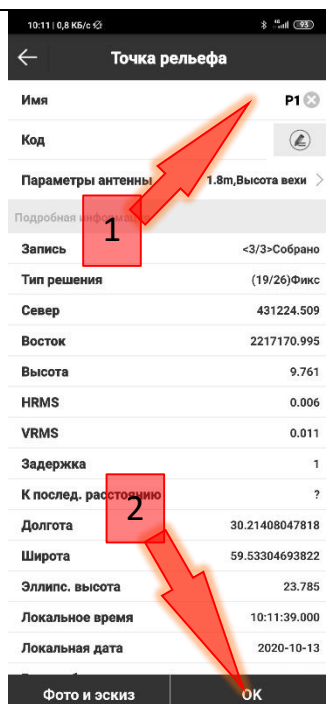 10:11 | 0,8 КБ/с 93
Точка рельефа
Имя P1
Код
Параметры антенны 1.8m,Высота вехи
Подробная информация
1
Запись <3/3>Собрано
Тип решения (19/26)Фикс
Север 431224.509
Восток 2217170.995
Высота 9.761
HRMS 0.006
VRMS 0.011
Задержка 1
К послед. расстоянию ?
2
Долгота 30.21408047818
Широта 59.53304693822
Эллипс. высота 23.785
Локальное время 10:11:39.000
Локальная дата 2020-10-13
Фото и эскиз OK